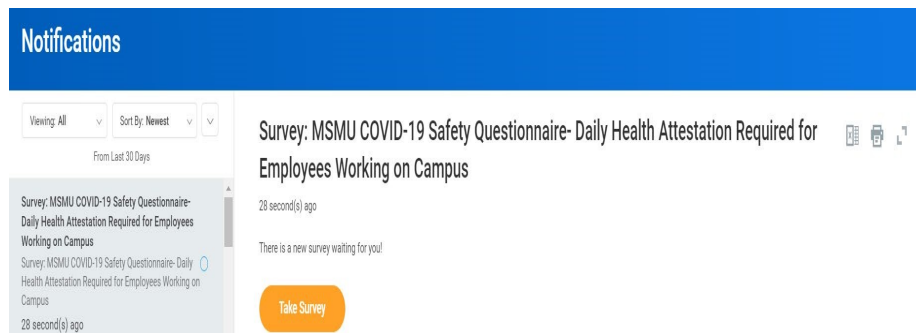 Notifications
Viewing: All
Sort By: Newest
From Last 30 Days
Survey: MSMU COVID-19 Safety Questionnaire-
Daily Health Attestation Required for Employees
Working on Campus
Survey: MSMU COVID-19 Safety Questionnaire- Daily
Health Attestation Required for Employees Working on
Campus
28 second(s) ago
Survey: MSMU COVID-19 Safety Questionnaire- Daily Health Attestation Required for
Employees Working on Campus
28 second(s) ago
There is a new survey waiting for you!
Take Survey